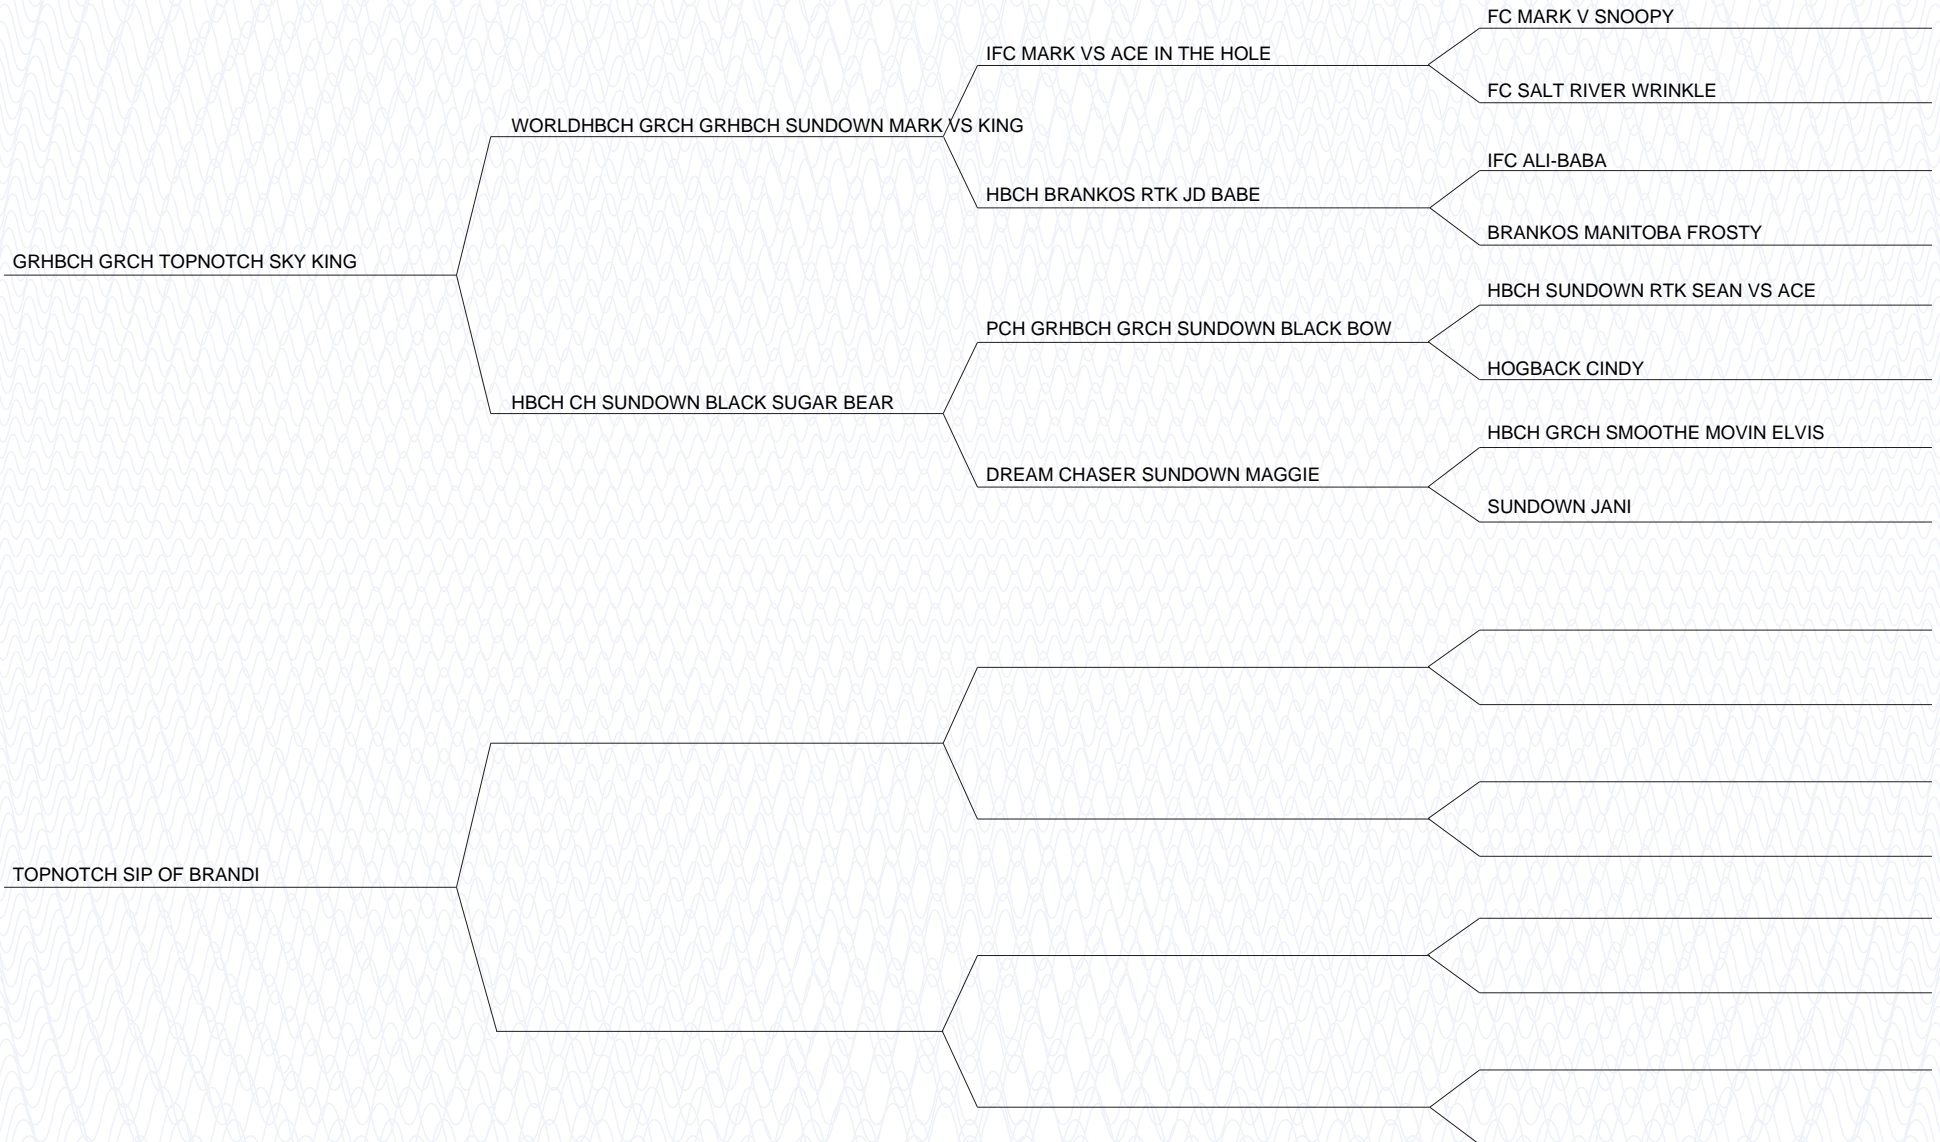 FC MARK V SNOOPY
IFC MARK VS ACE IN THE HOLE
FC SALT RIVER WRINKLE
WORLDHBCH GRCH GRHBCH SUNDOWN MARK VS KING
IFC ALI-BABA
HBCH BRANKOS RTK JD BABE
BRANKOS MANITOBA FROSTY
GRHBCH GRCH TOPNOTCH SKY KING
HBCH SUNDOWN RTK SEAN VS ACE
PCH GRHBCH GRCH SUNDOWN BLACK BOW
HOGBACK CINDY
HBCH CH SUNDOWN BLACK SUGAR BEAR
HBCH GRCH SMOOTHE MOVIN ELVIS
DREAM CHASER SUNDOWN MAGGIE
SUNDOWN JANI
TOPNOTCH SIP OF BRANDI